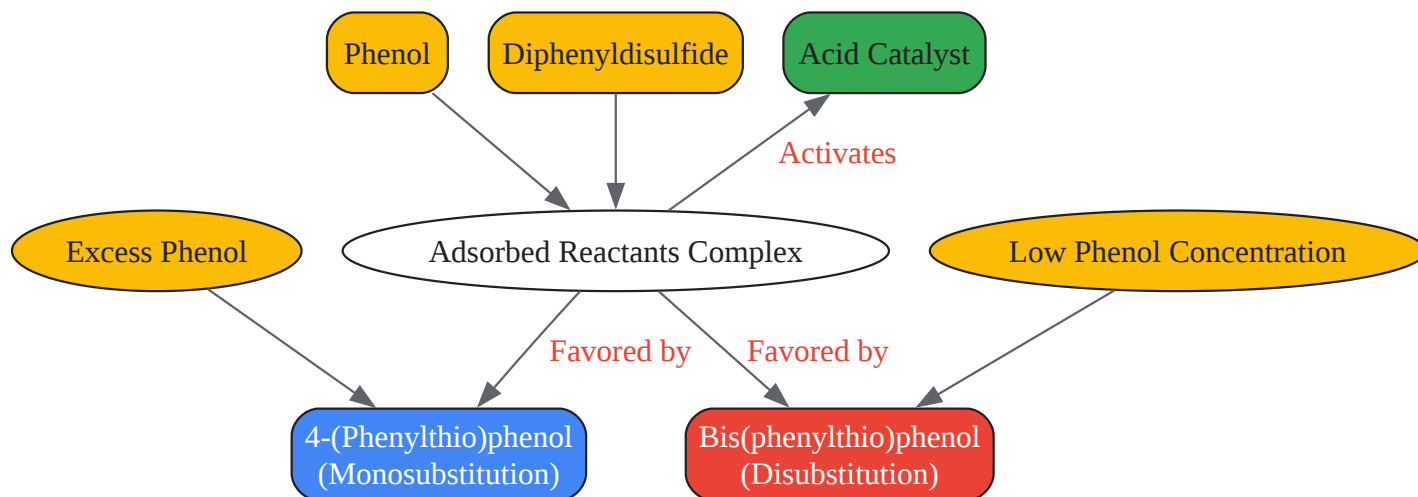 Phenol
Diphenyldisulfide
Acid Catalyst
Activates
Excess Phenol
Adsorbed Reactants Complex
Low Phenol Concentration
Favored by
Favored by
4-(Phenylthio)phenol
(Monosubstitution)
Bis(phenylthio)phenol
(Disubstitution)